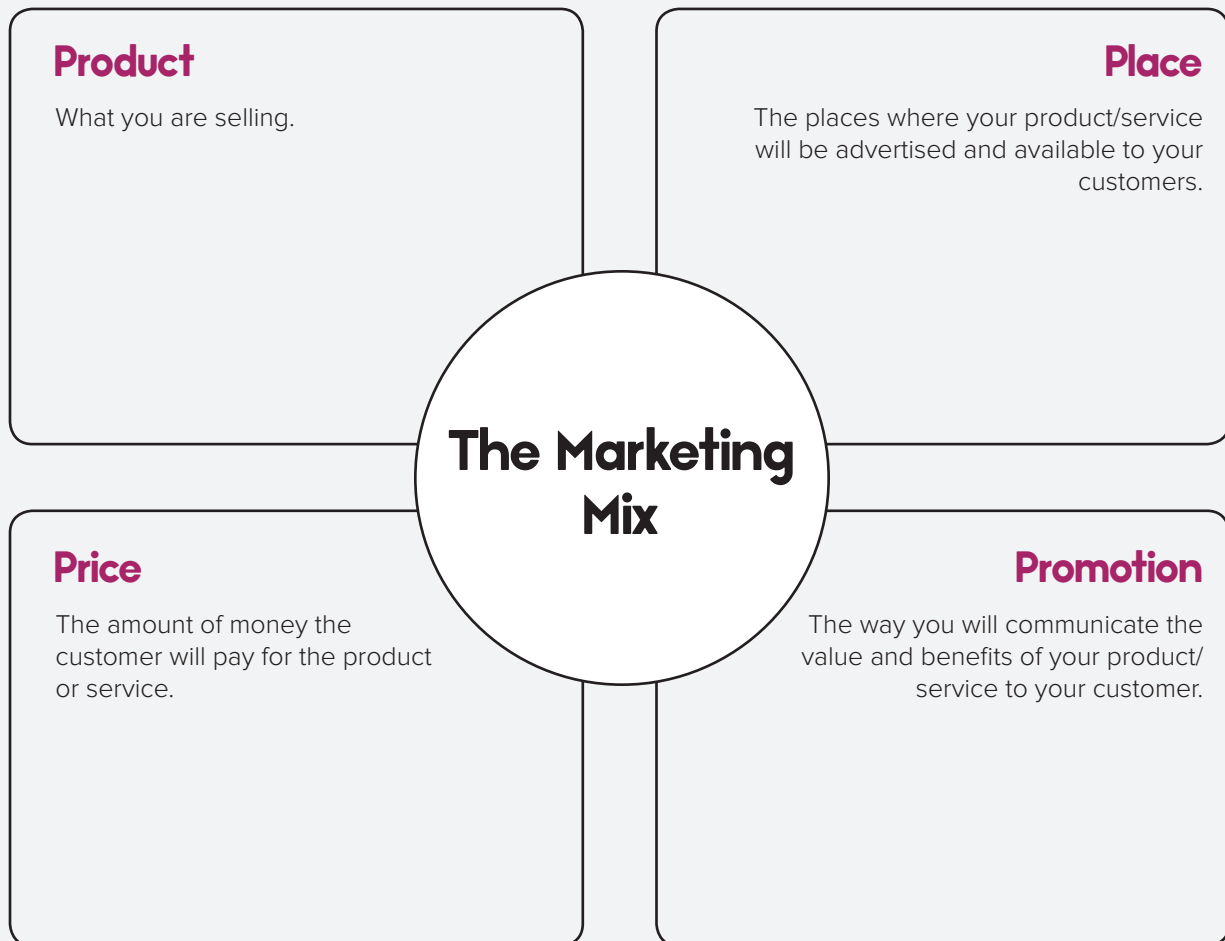 Product
What you are selling.
Place
The places where your product/service
will be advertised and available to your
customers.
The Marketing
Mix
Price
The amount of money the
customer will pay for the product
or service.
Promotion
The way you will communicate the
value and benefits of your product/
service to your customer.